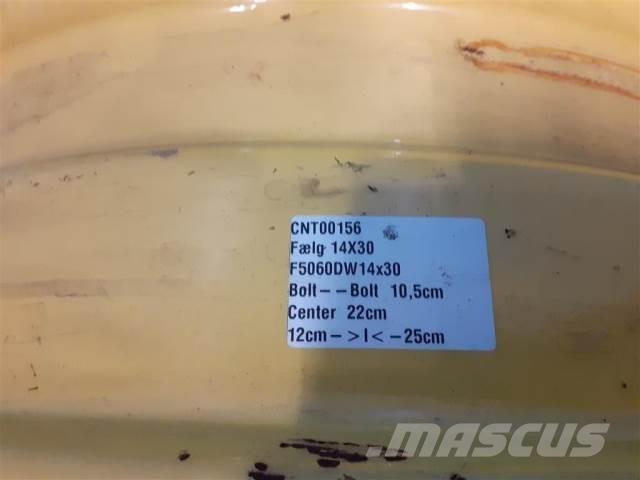 CNT00156
Fælg 14X30
F5060DW14x30
Bolt--Bolt 10,5cm
Center 22cm
12cm->I<-25cm
MASCUS